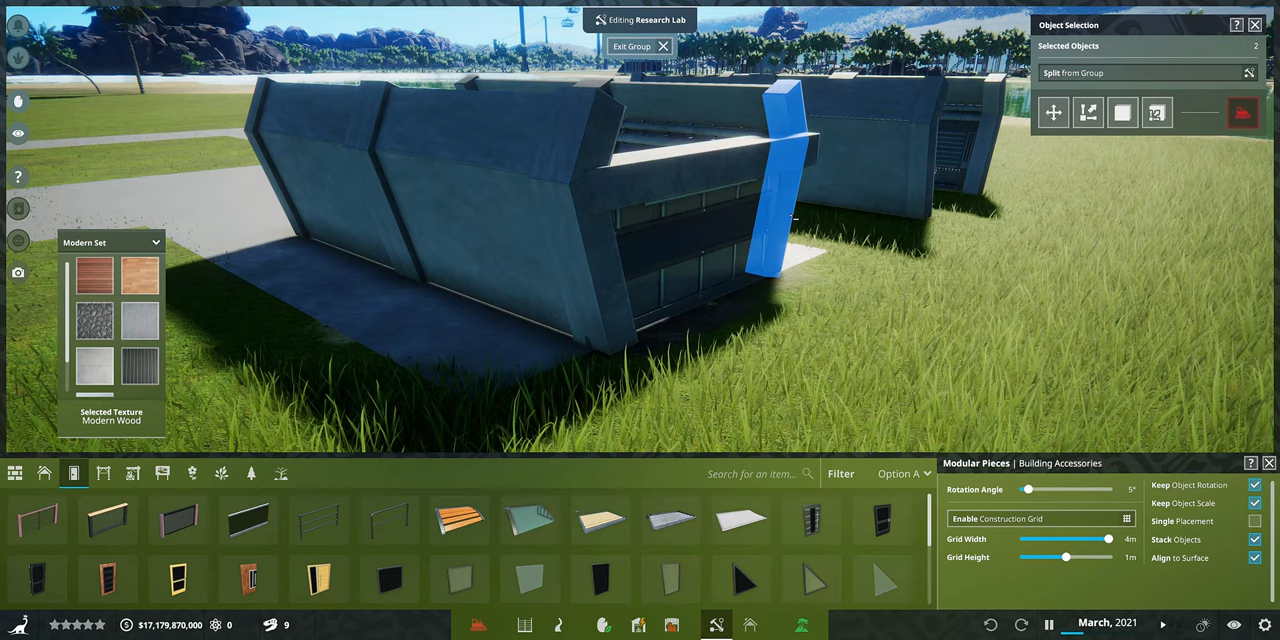 Editing Research Lab
Exit Group
Object Selection
?
Selected Objects 2
Split from Group
?
Modern Set
Selected Texture
Modern Wood
Search for an item...
Filter
Option A
Modular Pieces | Building Accessories
?
Rotation Angle 5°
Enable Construction Grid
Grid Width 4m
Grid Height 1m
Keep Object Rotation
Keep Object Scale
Single Placement
Stack Objects
Align to Surface
$17,179,870,000
0
9
March, 2021